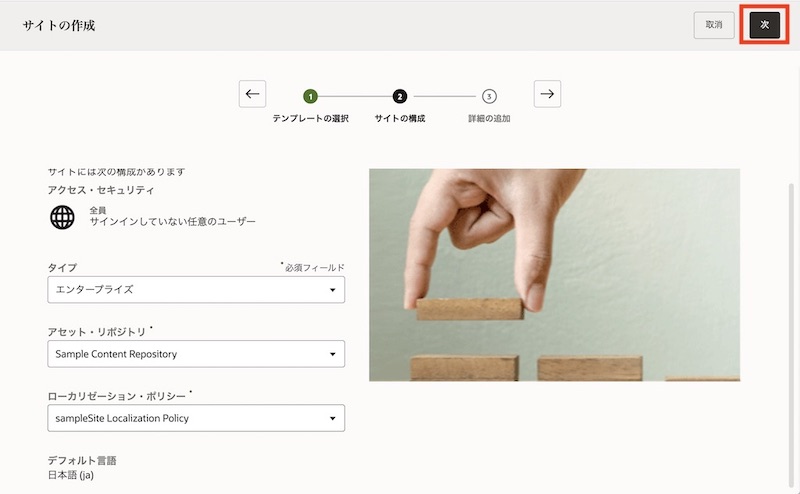 サイトの作成
取消
次
1
2
3
テンプレートの選択
サイトの構成
詳細の追加
サイトには次の構成があります
アクセス・セキュリティ
全員
サインインしていない任意のユーザー
タイプ
*必須フィールド
エンタープライズ
アセット・リポジトリ *
Sample Content Repository
ローカリゼーション・ポリシー *
sampleSite Localization Policy
デフォルト言語
日本語 (ja)